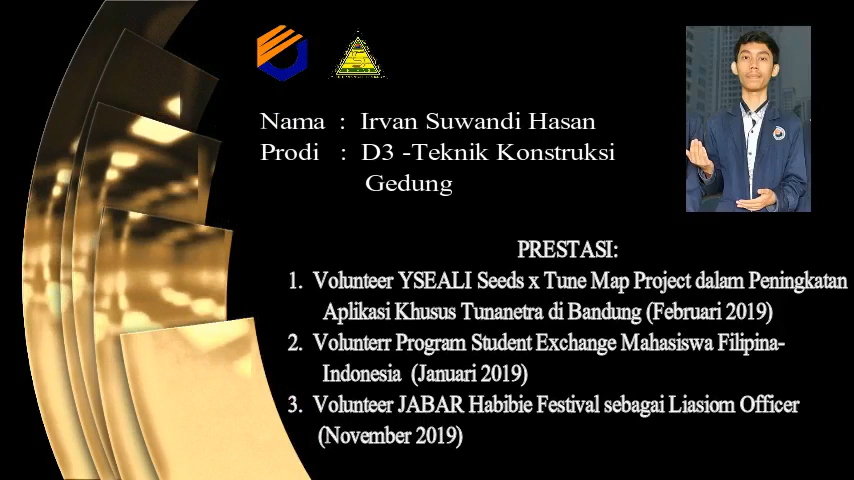 Nama : Irvan Suwandi Hasan
Prodi : D3 -Teknik Konstruksi
Gedung
PRESTASI:
1. Volunteer YSEALI Seeds x Tune Map Project dalam Peningkatan
Aplikasi Khusus Tunanetra di Bandung (Februari 2019)
2. Volunterr Program Student Exchange Mahasiswa Filipina-
Indonesia (Januari 2019)
3. Volunteer JABAR Habibie Festival sebagai Liasiom Officer
(November 2019)